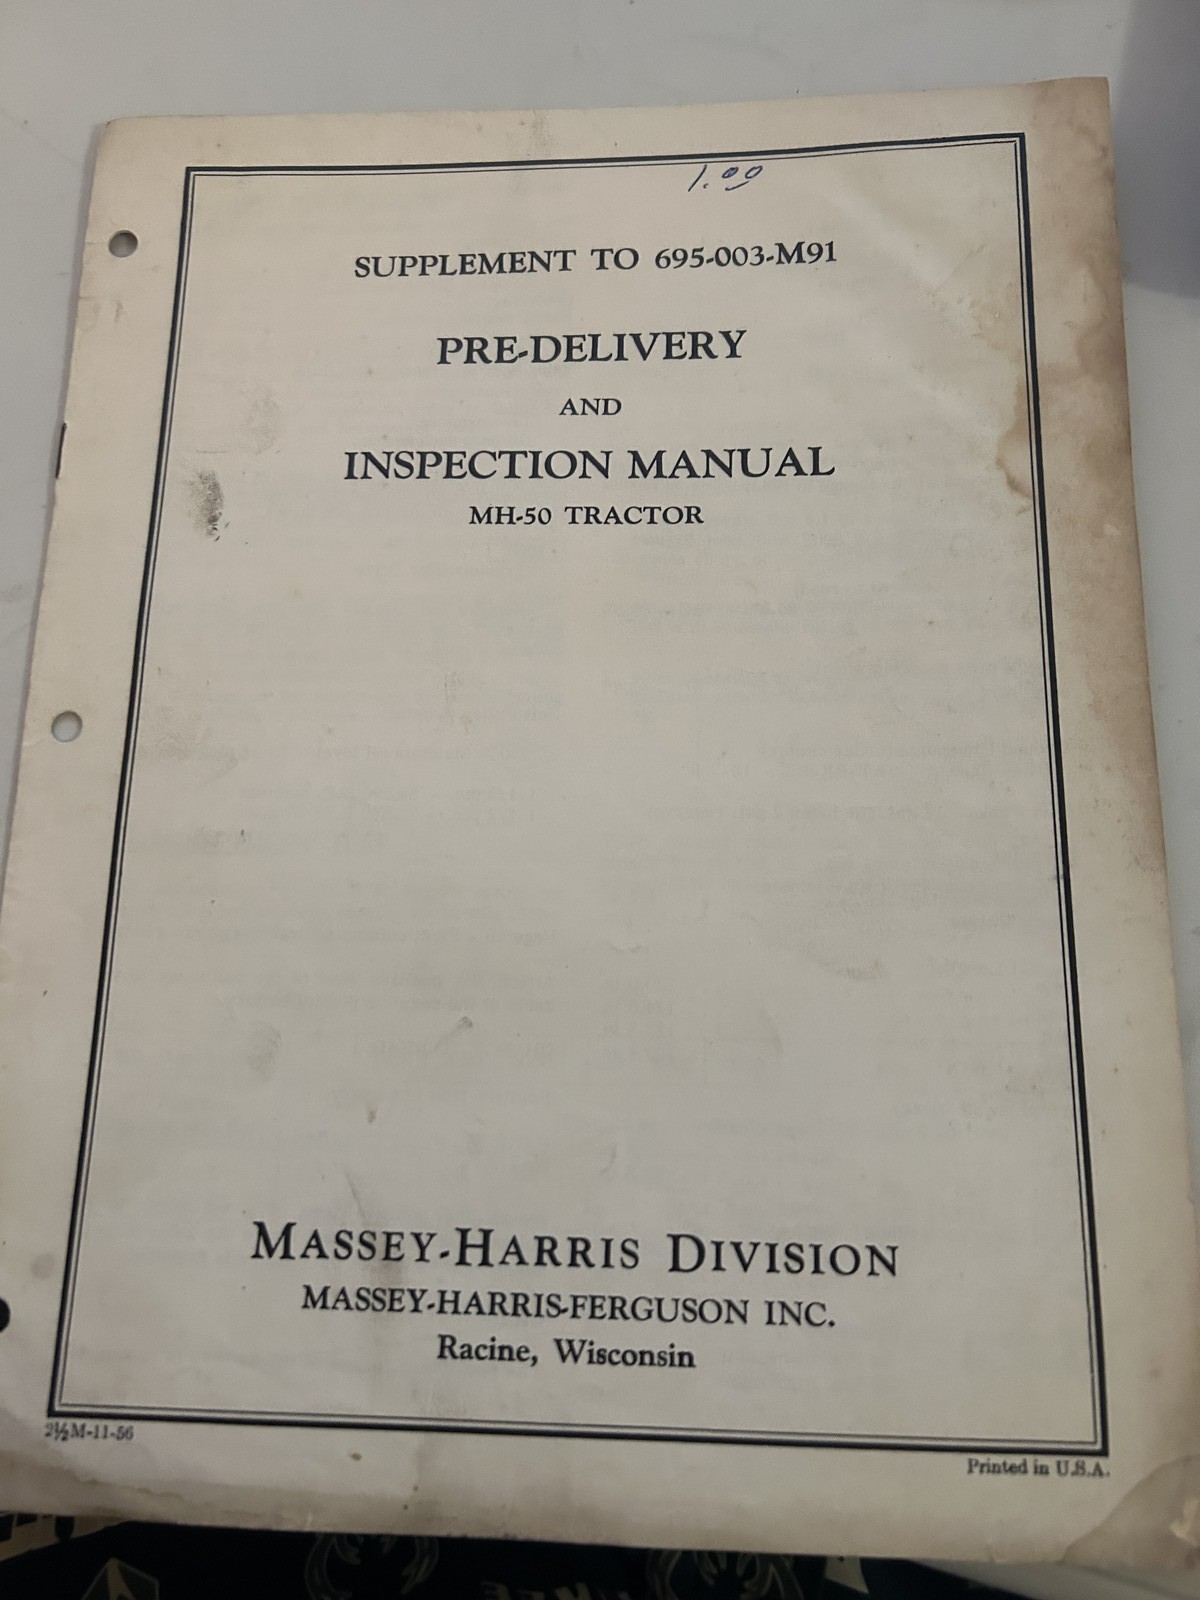 1.00
SUPPLEMENT TO 695-003-M91
PRE-DELIVERY
AND
INSPECTION MANUAL
MH-50 TRACTOR
MASSEY-HARRIS DIVISION
MASSEY-HARRIS-FERGUSON INC.
Racine, Wisconsin
2½M-11-56
Printed in U.S.A.